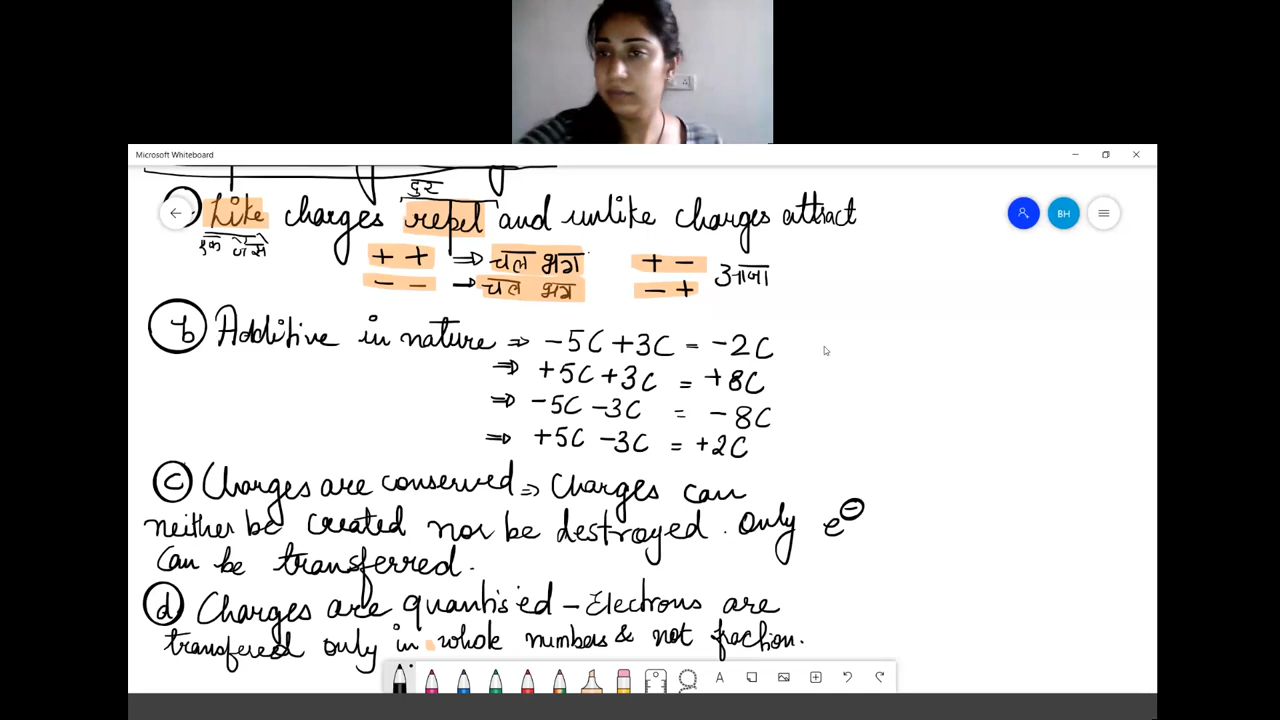 Microsoft Whiteboard
दुर
Like charges repel and unlike charges attract
एक जैसे
+ + ⇒ चल भाग + -
- - → चल भाग - + आजा
BH
b Additive in nature ⇒ -5C +3C = -2C
⇒ +5C +3C = +8C
⇒ -5C -3C = -8C
⇒ +5C -3C = +2C
c Charges are conserved ⇒ Charges can
neither be created nor be destroyed. Only e⊖
can be transferred.
d Charges are quantised - Electrons are
transfered only in whole numbers & not fraction.
A